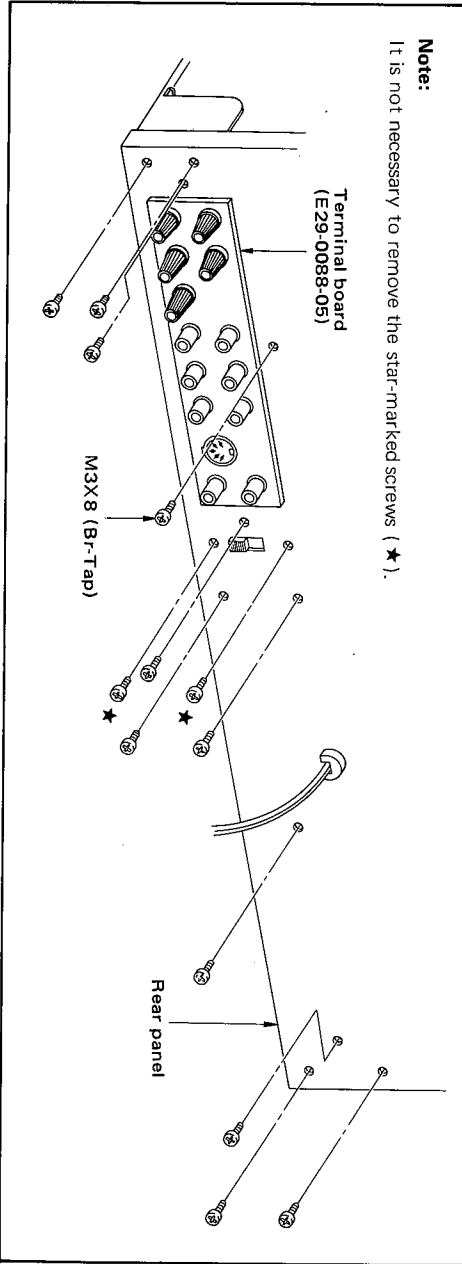 Note:
It is not necessary to remove the star-marked screws ( ★ ).
Terminal board
(E29-0088-05)
M3X8 (Br-Tap)
★
★
Rear panel